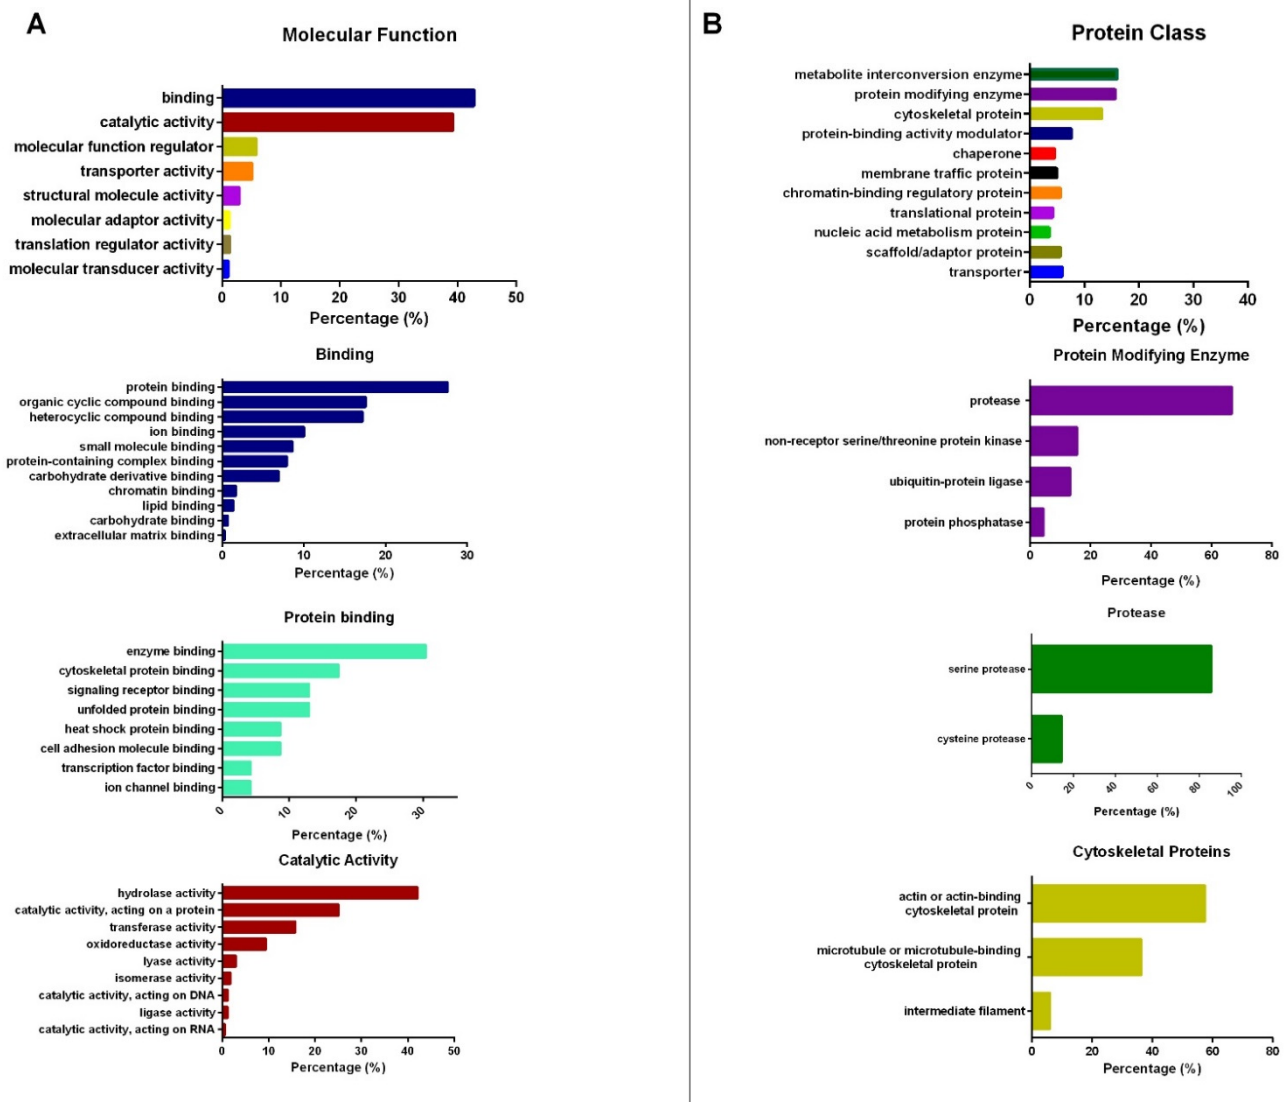 A
Molecular Function
binding
catalytic activity
molecular function regulator
transporter activity
structural molecule activity
molecular adaptor activity
translation regulator activity
molecular transducer activity
0 10 20 30 40 50
Percentage (%)
Binding
protein binding
organic cyclic compound binding
heterocyclic compound binding
ion binding
small molecule binding
protein-containing complex binding
carbohydrate derivative binding
chromatin binding
lipid binding
carbohydrate binding
extracellular matrix binding
0 10 20 30
Percentage (%)
Protein binding
enzyme binding
cytoskeletal protein binding
signaling receptor binding
unfolded protein binding
heat shock protein binding
cell adhesion molecule binding
transcription factor binding
ion channel binding
0 10 20 30
Percentage (%)
Catalytic Activity
hydrolase activity
catalytic activity, acting on a protein
transferase activity
oxidoreductase activity
lyase activity
isomerase activity
catalytic activity, acting on DNA
ligase activity
catalytic activity, acting on RNA
0 10 20 30 40 50
Percentage (%)
B
Protein Class
metabolite interconversion enzyme
protein modifying enzyme
cytoskeletal protein
protein-binding activity modulator
chaperone
membrane traffic protein
chromatin-binding regulatory protein
translational protein
nucleic acid metabolism protein
scaffold/adaptor protein
transporter
0 10 20 30 40
Percentage (%)
Protein Modifying Enzyme
protease
non-receptor serine/threonine protein kinase
ubiquitin-protein ligase
protein phosphatase
0 20 40 60 80
Percentage (%)
Protease
serine protease
cysteine protease
0 20 40 60 80 100
Percentage (%)
Cytoskeletal Proteins
actin or actin-binding
cytoskeletal protein
microtubule or microtubule-binding
cytoskeletal protein
intermediate filament
0 20 40 60 80
Percentage (%)